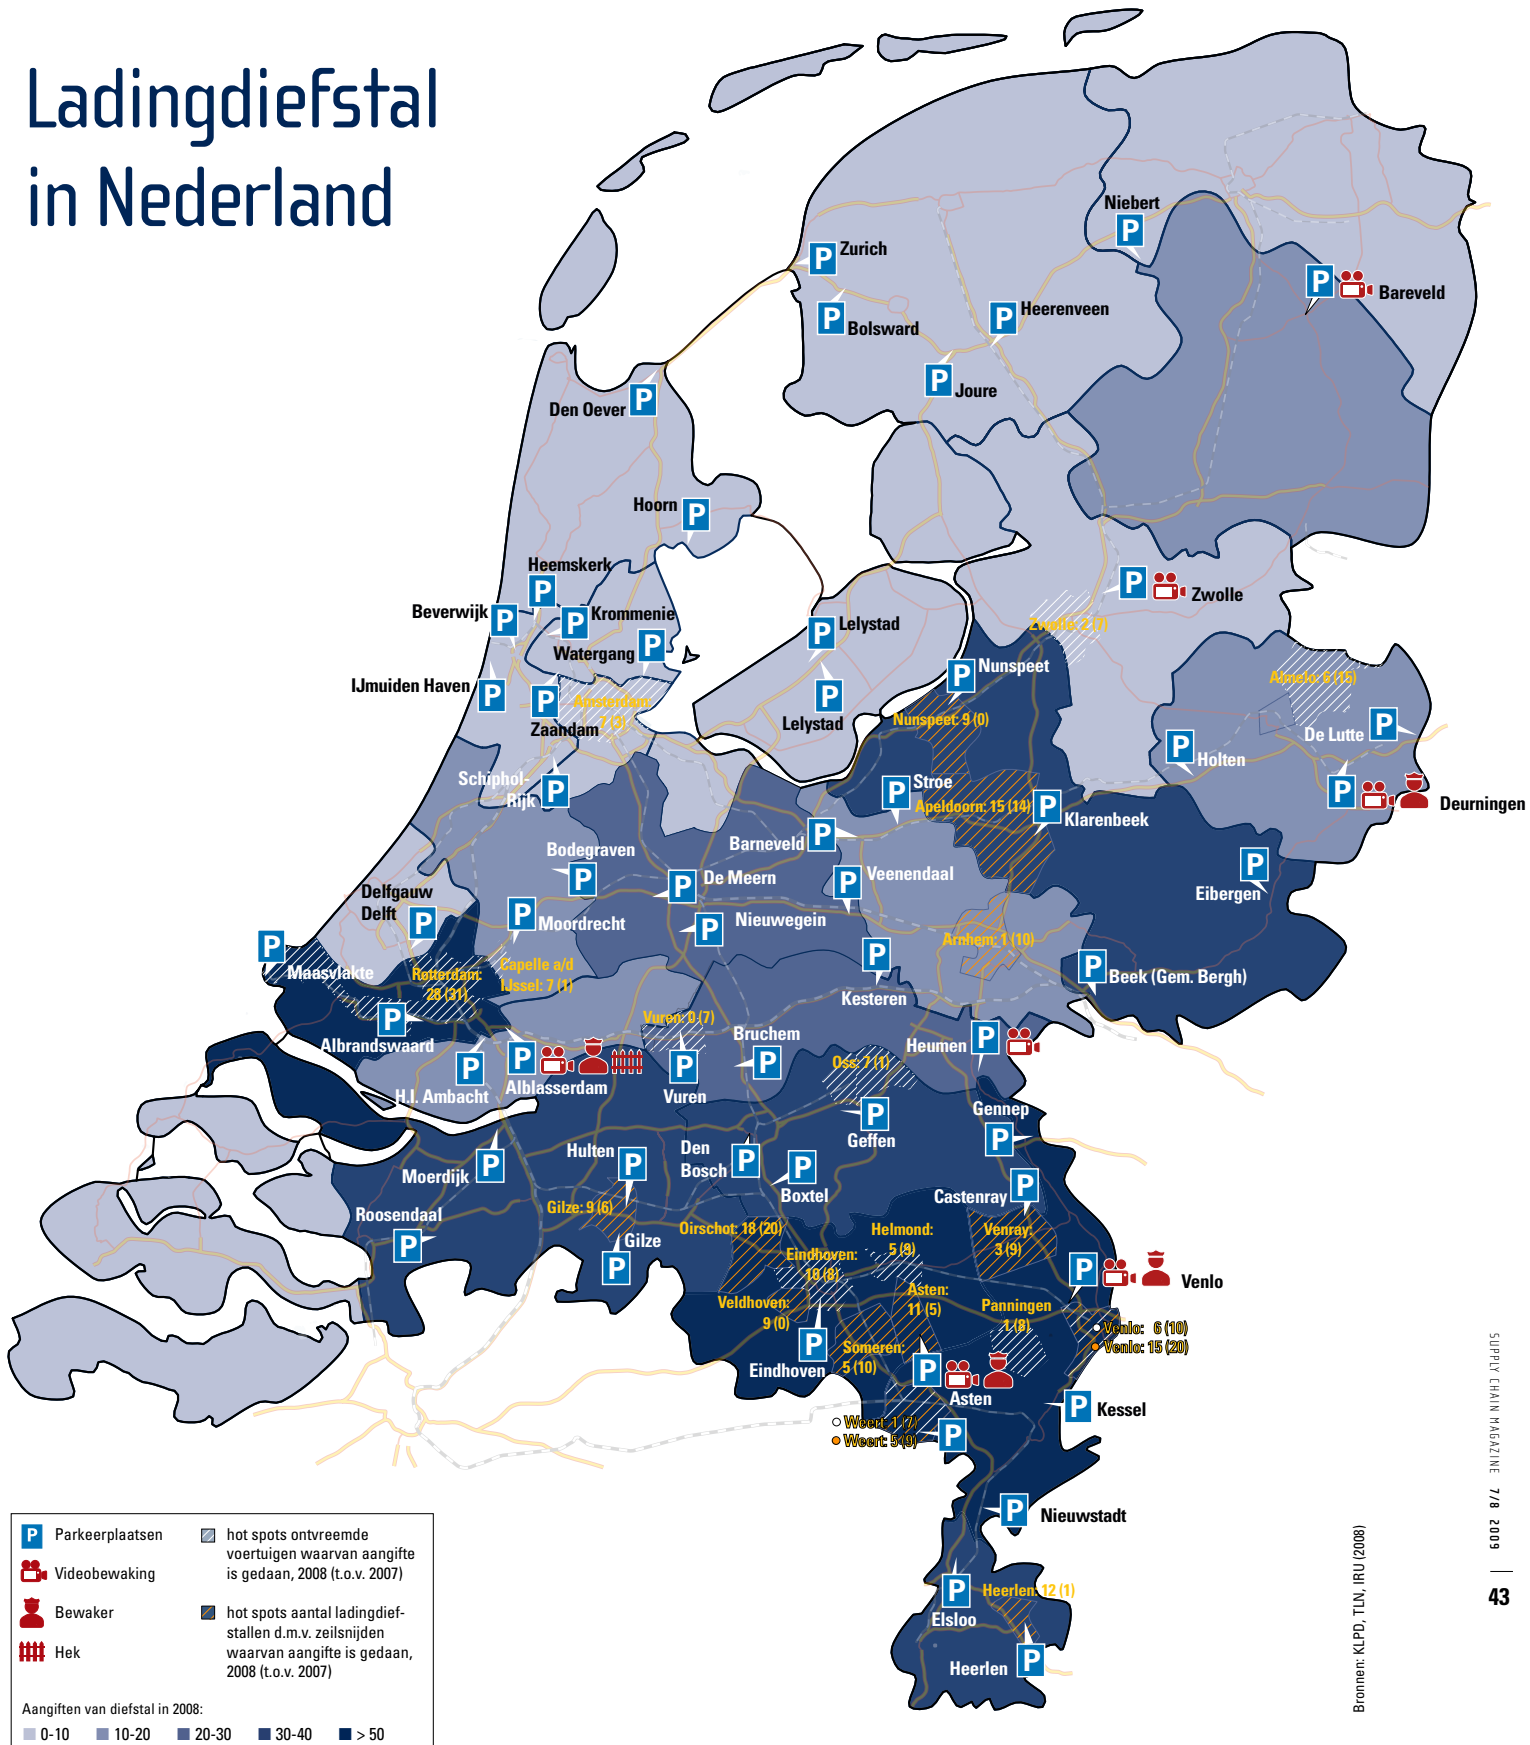 Ladingdiefstal
in Nederland
Niebert
Zurich
Bareveld
Heerenveen
Bolsward
Joure
Den Oever
Hoorn
Heemskerk
Beverwijk
Krommenie
Zwolle
Lelystad
Watergang
Zwolle: 2 (7)
Nunspeet
IJmuiden Haven
Almelo: 6 (15)
Amsterdam:
7 (3)
Nunspeet: 9 (0)
Lelystad
Zaandam
De Lutte
Holten
Schiphol-
Rijk
Stroe
Apeldoorn: 15 (14)
Deurningen
Klarenbeek
Barneveld
Bodegraven
De Meern
Veenendaal
Delfgauw
Delft
Eibergen
Moordrecht
Nieuwegein
Arnhem: 1 (10)
Maasvlakte
Rotterdam:
28 (31)
Capelle a/d
IJssel: 7 (1)
Beek (Gem. Bergh)
Kesteren
Vuren: 0 (7)
Bruchem
Albrandswaard
Heumen
Oss: 7 (1)
Alblasserdam
H.I. Ambacht
Vuren
Gennep
Geffen
Hulten
Den
Bosch
Moerdijk
Boxtel
Castenray
Gilze: 9 (6)
Roosendaal
Oirschot: 18 (20)
Helmond:
5 (9)
Venray:
3 (9)
Gilze
Eindhoven:
10 (8)
Venlo
Asten:
11 (5)
Veldhoven:
9 (0)
Panningen
1 (8)
Venlo: 6 (10)
Venlo: 15 (20)
Someren:
5 (10)
Eindhoven
Asten
Kessel
Weert: 1 (7)
Weert: 5 (9)
Nieuwstadt
Heerlen: 12 (1)
Elsloo
Heerlen
P Parkeerplaatsen
Videobewaking
Bewaker
Hek
hot spots ontvreemde
voertuigen waarvan aangifte
is gedaan, 2008 (t.o.v. 2007)
hot spots aantal ladingdief-
stallen d.m.v. zeilsnijden
waarvan aangifte is gedaan,
2008 (t.o.v. 2007)
Aangiften van diefstal in 2008:
0-10 10-20 20-30 30-40 > 50
Bronnen: KLPD, TLN, IRU (2008)
SUPPLY CHAIN MAGAZINE 7/8 2009
43